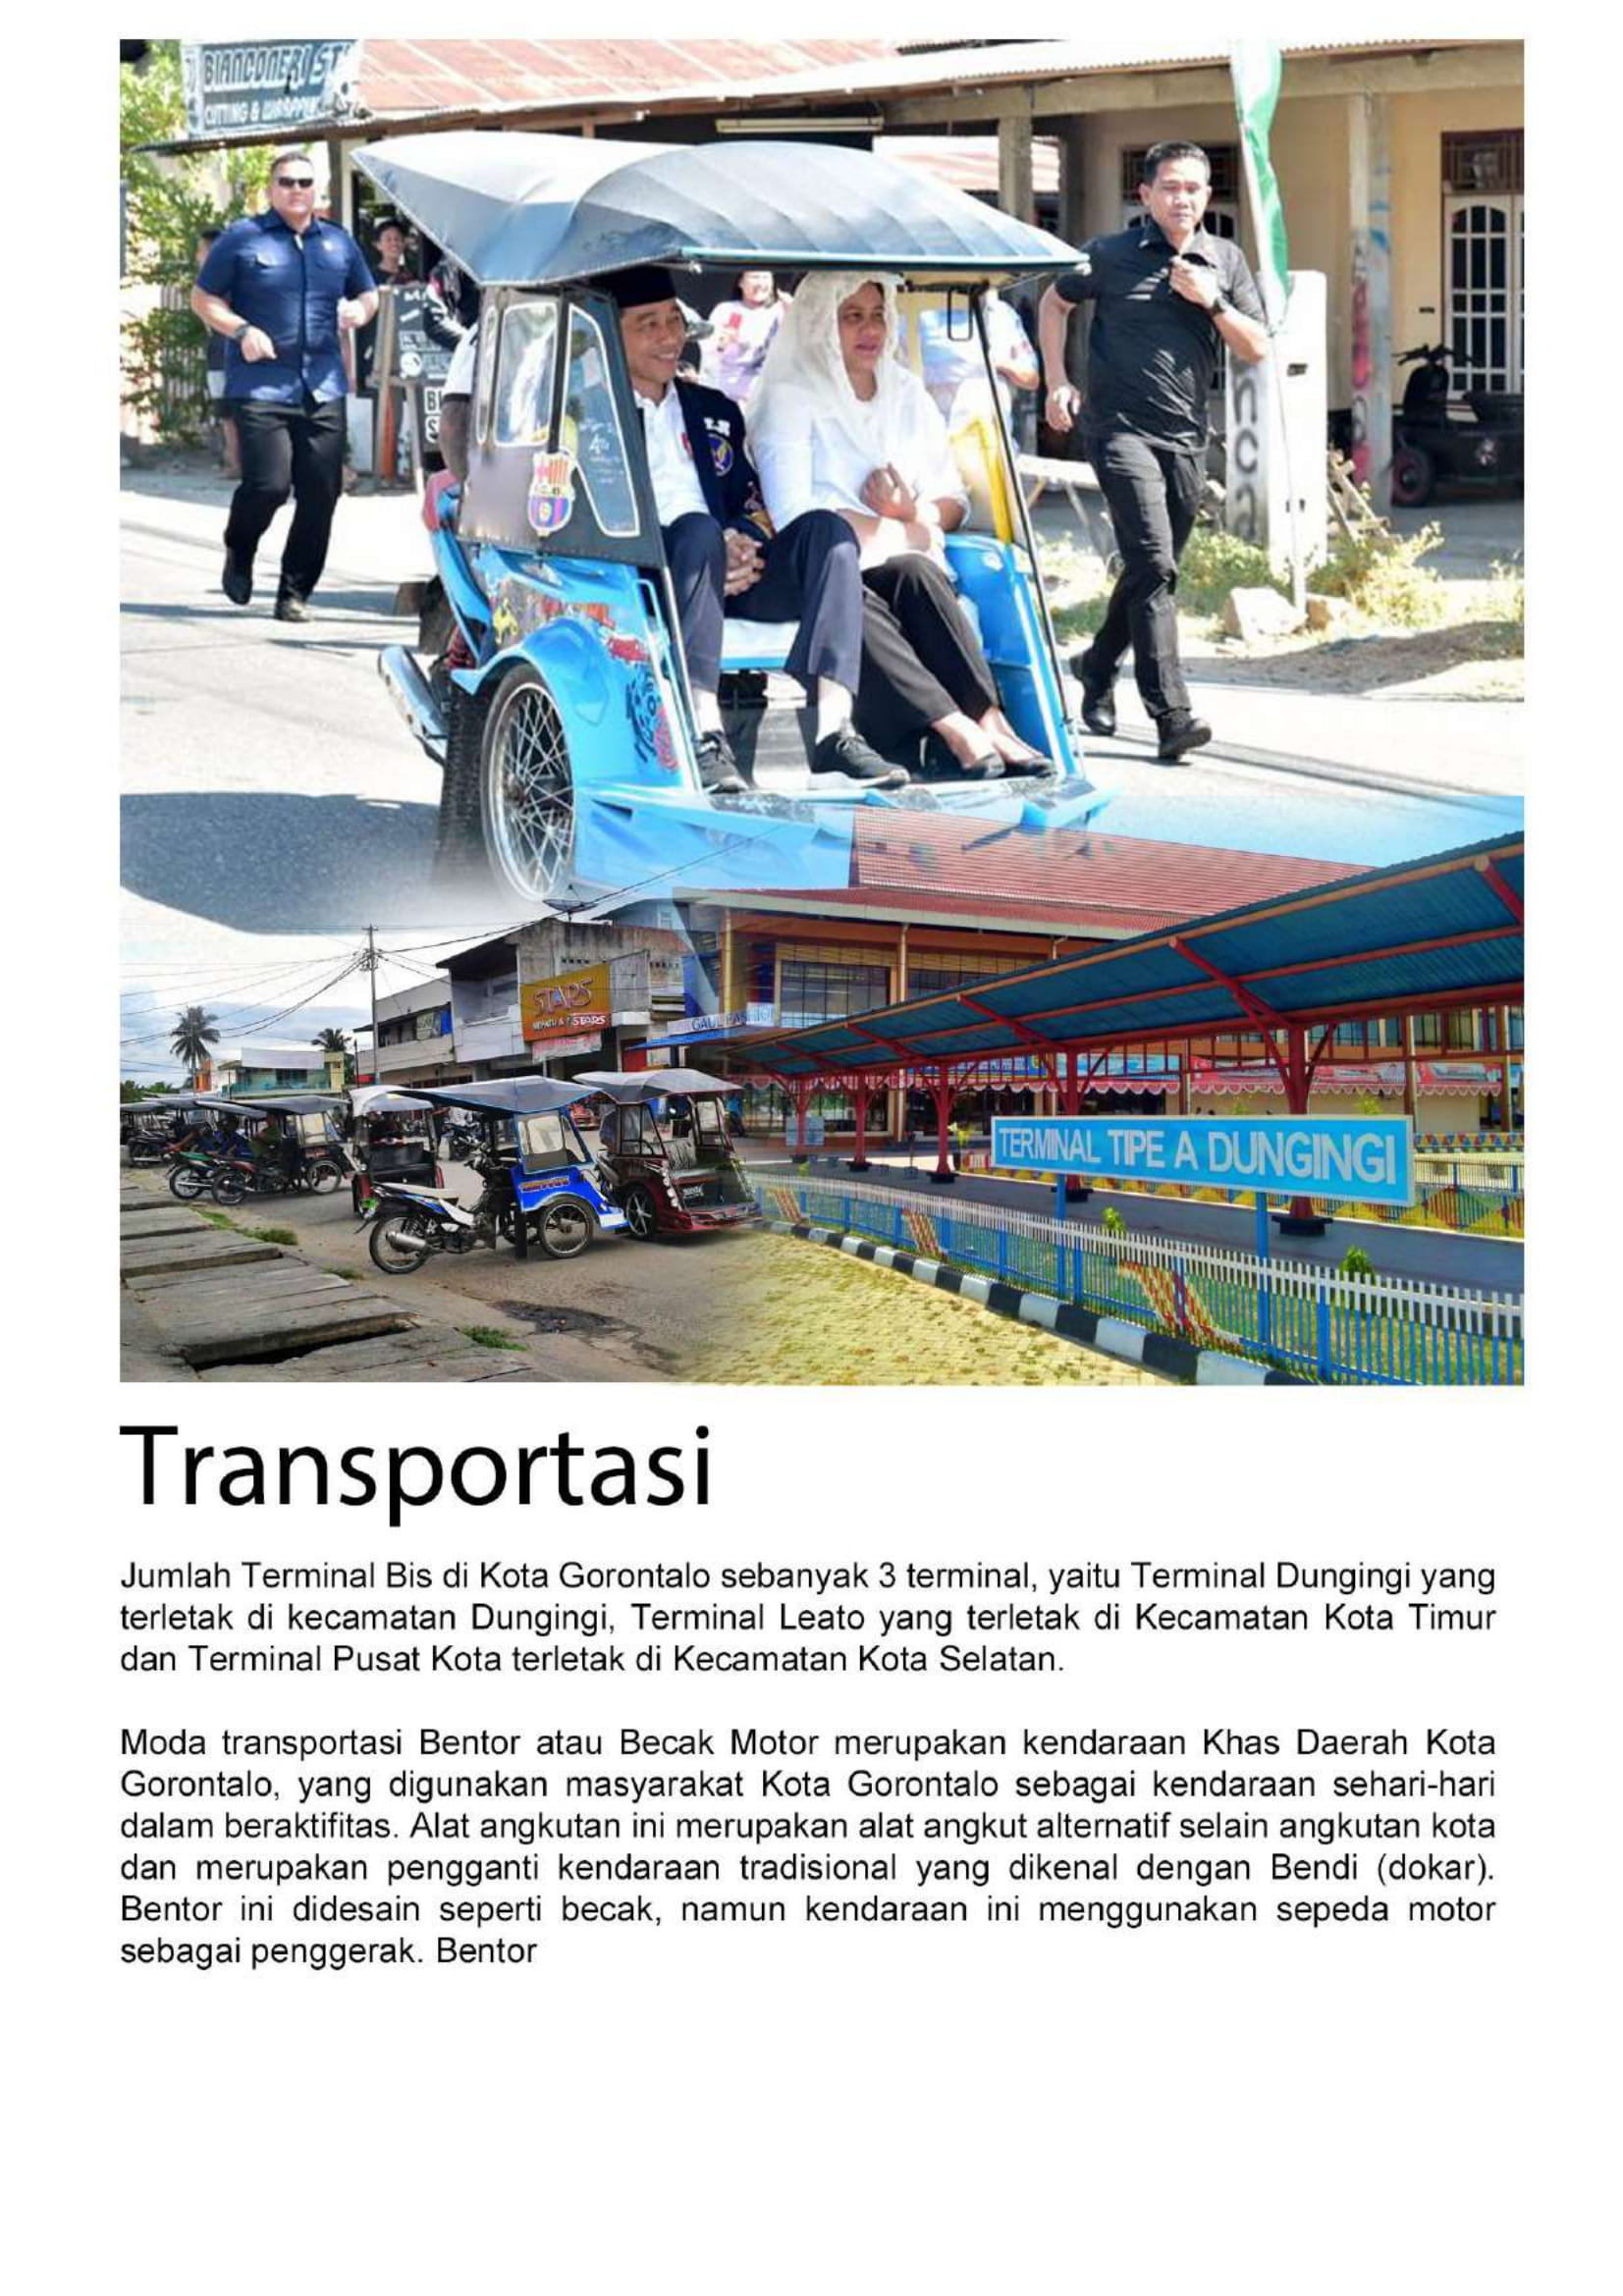 BIANCONERI ST
CUTTING &
STARS
TERMINAL TIPE A DUNGINGI
Transportasi
Jumlah Terminal Bis di Kota Gorontalo sebanyak 3 terminal, yaitu Terminal Dungingi yang
terletak di kecamatan Dungingi, Terminal Leato yang terletak di Kecamatan Kota Timur
dan Terminal Pusat Kota terletak di Kecamatan Kota Selatan.
Moda transportasi Bentor atau Becak Motor merupakan kendaraan Khas Daerah Kota
Gorontalo, yang digunakan masyarakat Kota Gorontalo sebagai kendaraan sehari-hari
dalam beraktifitas. Alat angkutan ini merupakan alat angkut alternatif selain angkutan kota
dan merupakan pengganti kendaraan tradisional yang dikenal dengan Bendi (dokar).
Bentor ini didesain seperti becak, namun kendaraan ini menggunakan sepeda motor
sebagai penggerak. Bentor